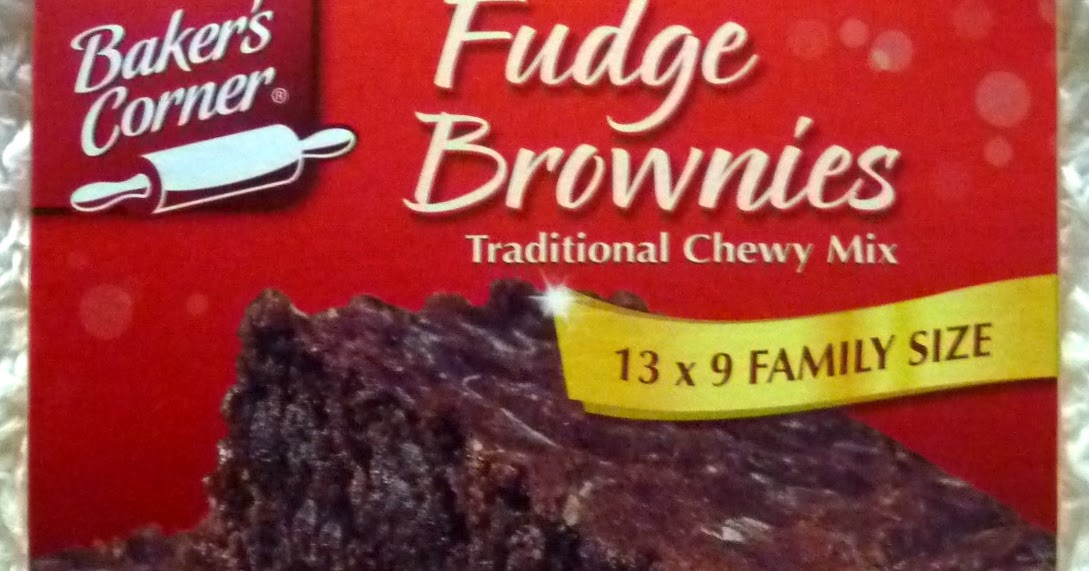 Baker's
Corner®
Fudge
Brownies
Traditional Chewy Mix
13 x 9 FAMILY SIZE